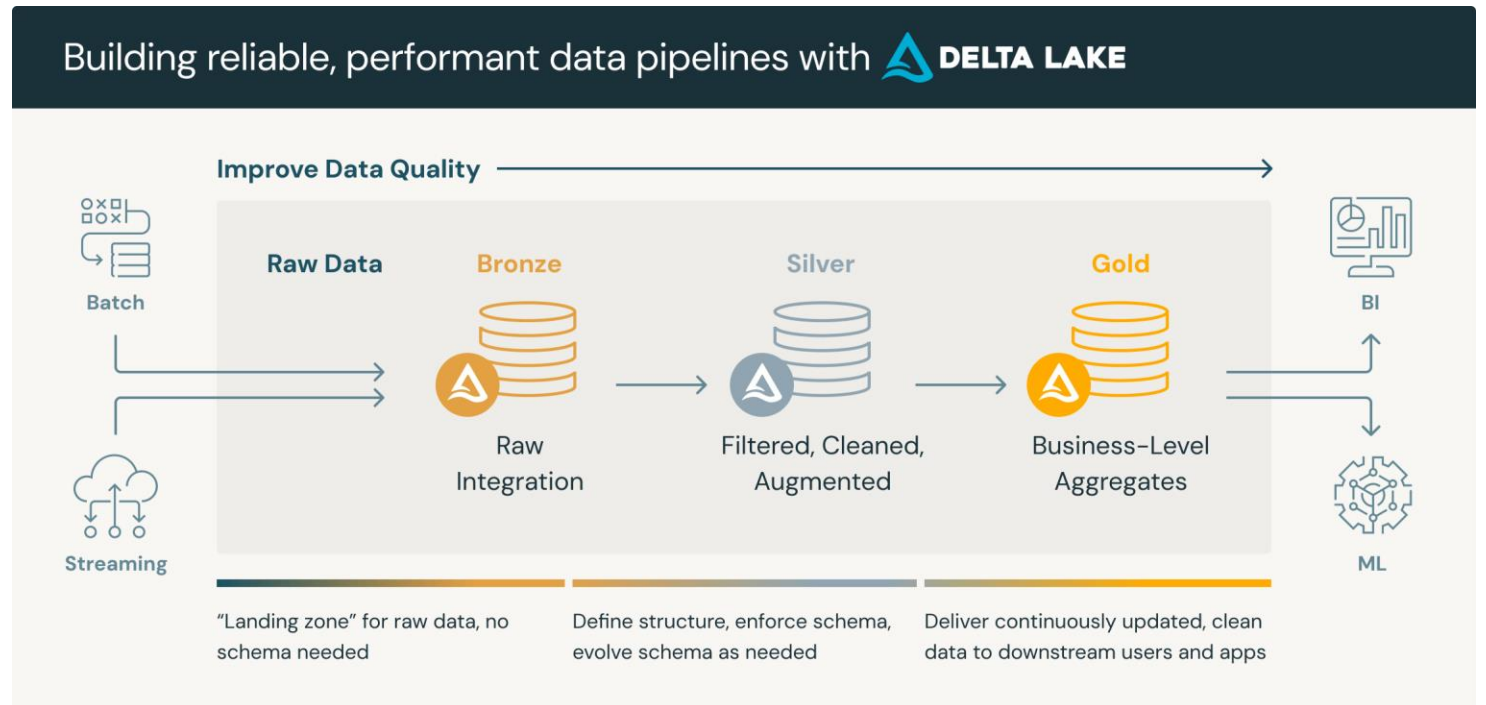 Building reliable, performant data pipelines with DELTA LAKE
Improve Data Quality
Batch
Streaming
Raw Data
Bronze
Silver
Gold
Raw
Integration
Filtered, Cleaned,
Augmented
Business-Level
Aggregates
BI
ML
“Landing zone” for raw data, no
schema needed
Define structure, enforce schema,
evolve schema as needed
Deliver continuously updated, clean
data to downstream users and apps